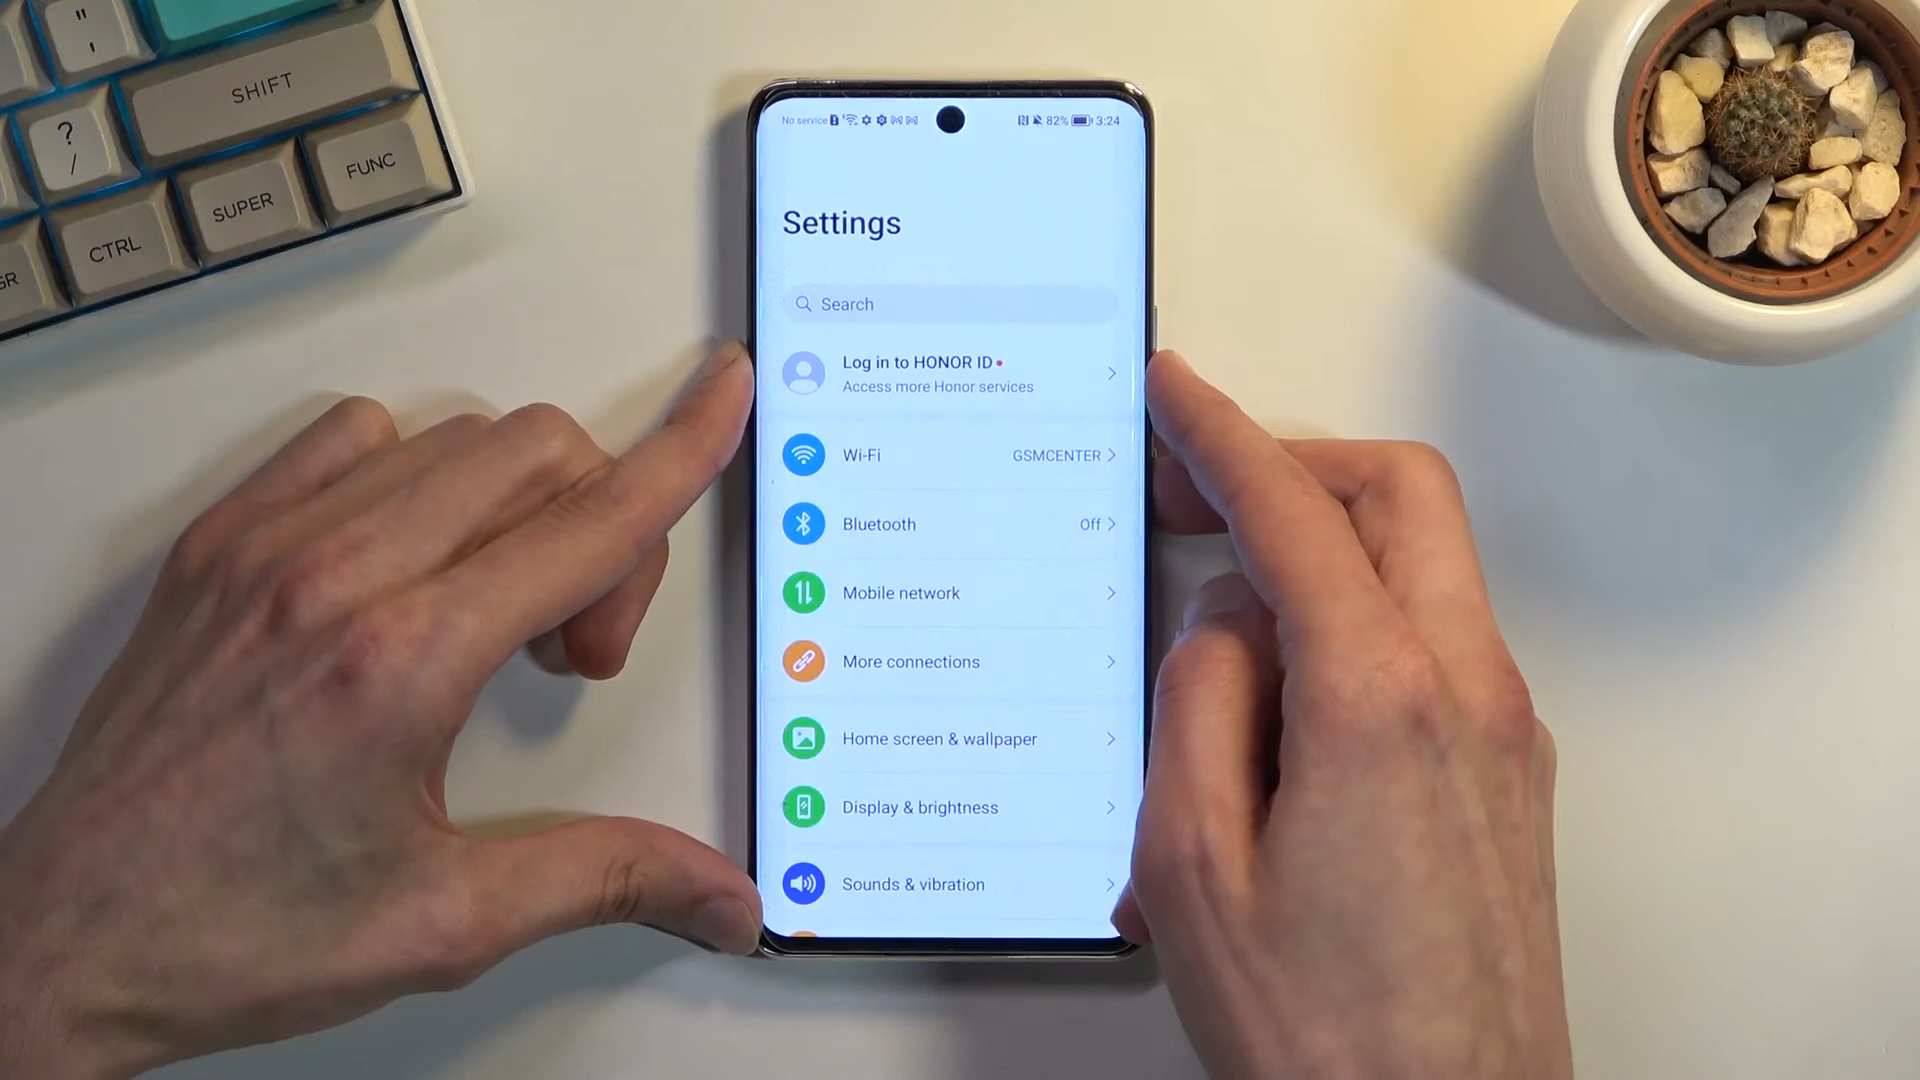 "
,
SHIFT
?
/
FUNC
SUPER
CTRL
GR
No service
82%
3:24
Settings
Search
Log in to HONOR ID
Access more Honor services
Wi-Fi
GSMCENTER
Bluetooth
Off
Mobile network
More connections
Home screen & wallpaper
Display & brightness
Sounds & vibration